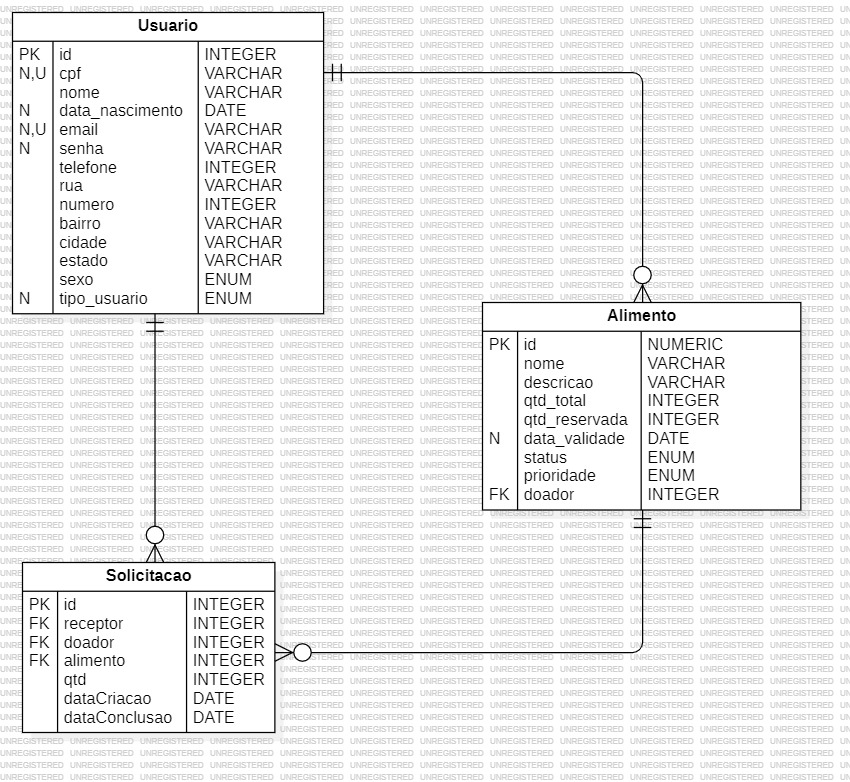 Usuario
PK id INTEGER
N,U cpf VARCHAR
nome VARCHAR
N data_nascimento DATE
N,U email VARCHAR
N senha VARCHAR
telefone INTEGER
rua VARCHAR
numero INTEGER
bairro VARCHAR
cidade VARCHAR
estado VARCHAR
sexo ENUM
N tipo_usuario ENUM
Alimento
PK id NUMERIC
nome VARCHAR
descricao VARCHAR
qtd_total INTEGER
qtd_reservada INTEGER
N data_validade DATE
status ENUM
prioridade ENUM
FK doador INTEGER
Solicitacao
PK id INTEGER
FK receptor INTEGER
FK doador INTEGER
FK alimento INTEGER
qtd INTEGER
dataCriacao DATE
dataConclusao DATE
UNREGISTERED